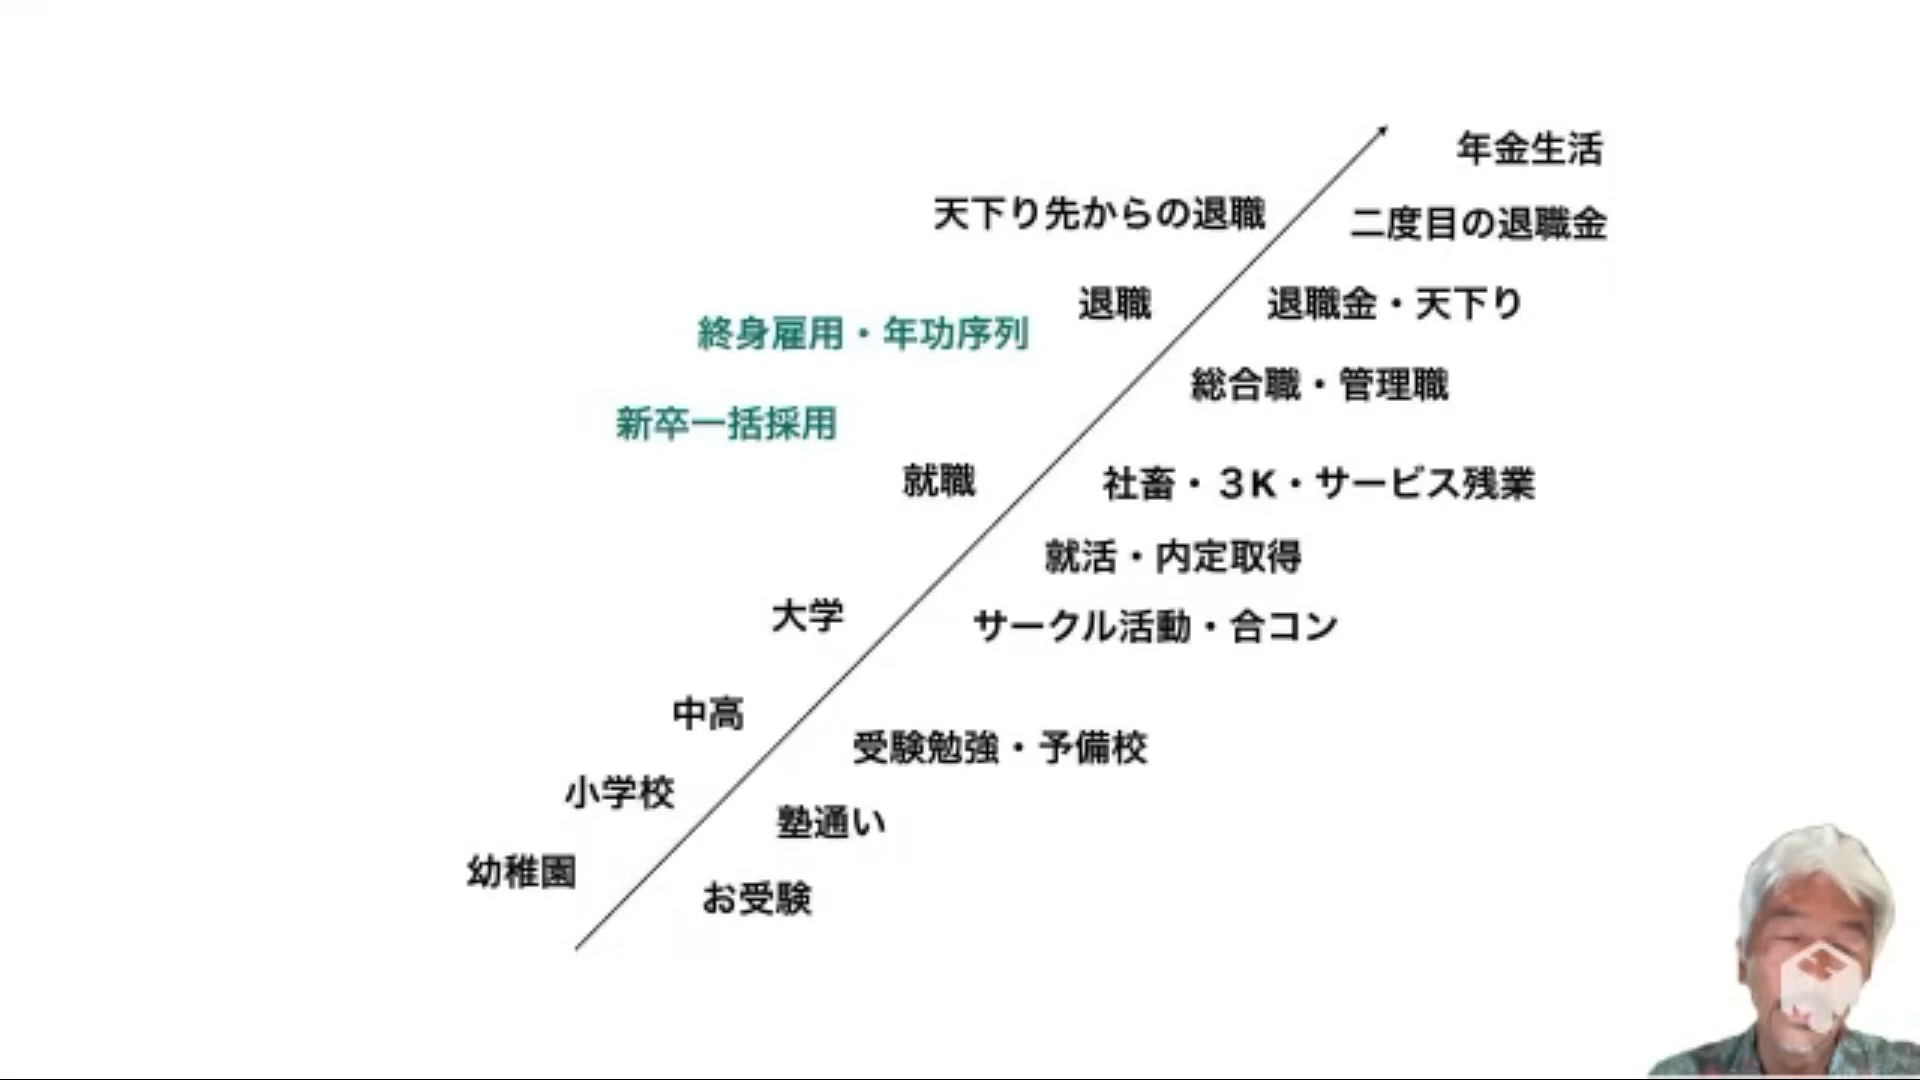 年金生活
天下り先からの退職
二度目の退職金
退職
退職金・天下り
終身雇用・年功序列
総合職・管理職
新卒一括採用
就職
社畜・３K・サービス残業
就活・内定取得
大学
サークル活動・合コン
中高
受験勉強・予備校
小学校
塾通い
幼稚園
お受験